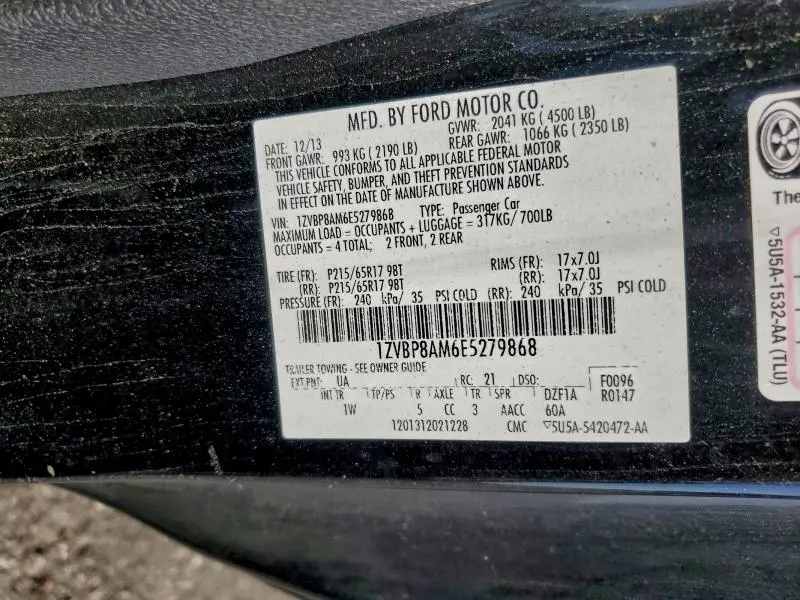 MFD. BY FORD MOTOR CO.
DATE: 12/13 GVWR: 2041 KG ( 4500 LB)
FRONT GAWR: 993 KG ( 2190 LB) REAR GAWR: 1066 KG ( 2350 LB)
THIS VEHICLE CONFORMS TO ALL APPLICABLE FEDERAL MOTOR
VEHICLE SAFETY, BUMPER, AND THEFT PREVENTION STANDARDS
IN EFFECT ON THE DATE OF MANUFACTURE SHOWN ABOVE.
VIN: 1ZVBP8AM6E5279868 TYPE: Passenger Car
MAXIMUM LOAD = OCCUPANTS + LUGGAGE = 317KG/ 700LB
OCCUPANTS = 4 TOTAL; 2 FRONT, 2 REAR
TIRE (FR): P215/65R17 98T RIMS (FR): 17x7.0J
(RR): P215/65R17 98T (RR): 17x7.0J
PRESSURE (FR): 240 kPa/ 35 PSI COLD (RR): 240 kPa/ 35 PSI COLD
1ZVBP8AM6E5279868
TRAILER TOWING - SEE OWNER GUIDE
EXT PNT: UA RC: 21 DSO: F0096
INT TR TP/PS R AXLE TR SPR DZF1A R0147
1W 5 CC 3 AACC 60A
1201312021228 CMC ▽5U5A-5420472-AA
The
▽5U5A-1532-AA (TLU)